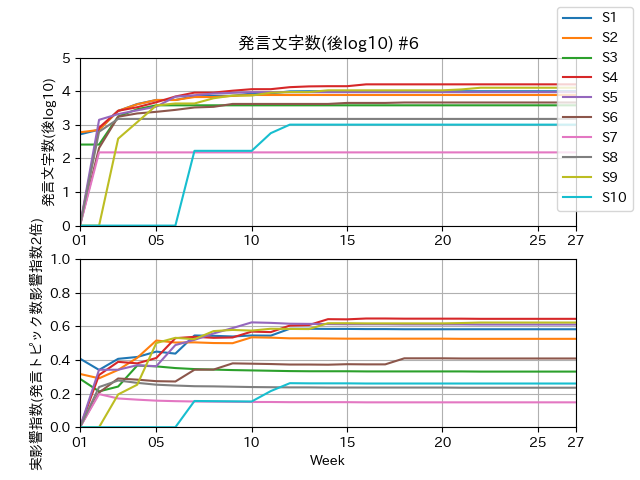 発言文字数(後log10) #6
S1
S2
S3
S4
S5
S6
S7
S8
S9
S10
発言文字数(後log10)
5
4
3
2
1
0
01 05 10 15 20 25 27
実影響指数(発言トピック数影響指数2倍)
1.0
0.8
0.6
0.4
0.2
0.0
01 05 10 15 20 25 27
Week